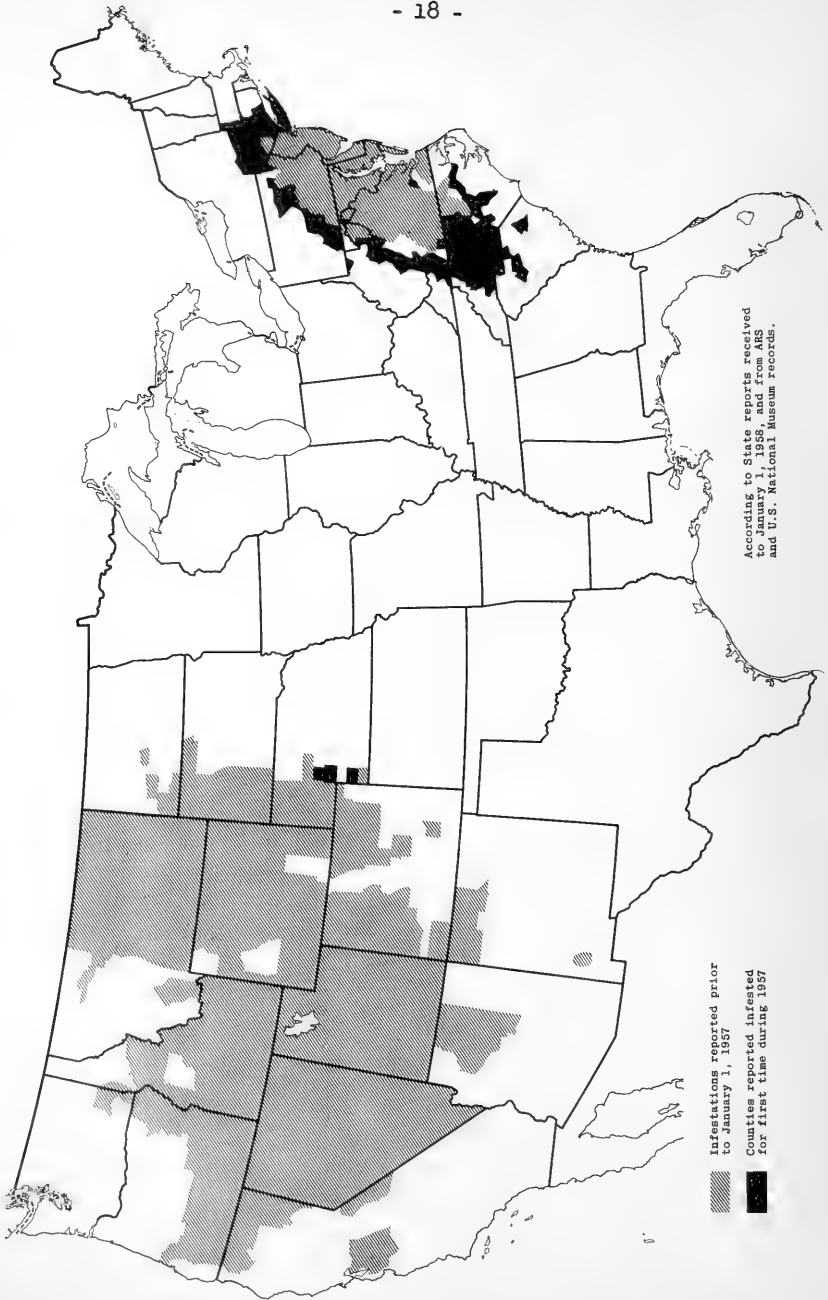 - 18 -
Infestations reported prior
to January 1, 1957
Counties reported infested
for first time during 1957
According to State reports received
to January 1, 1958, and from ARS
and U.S. National Museum records.